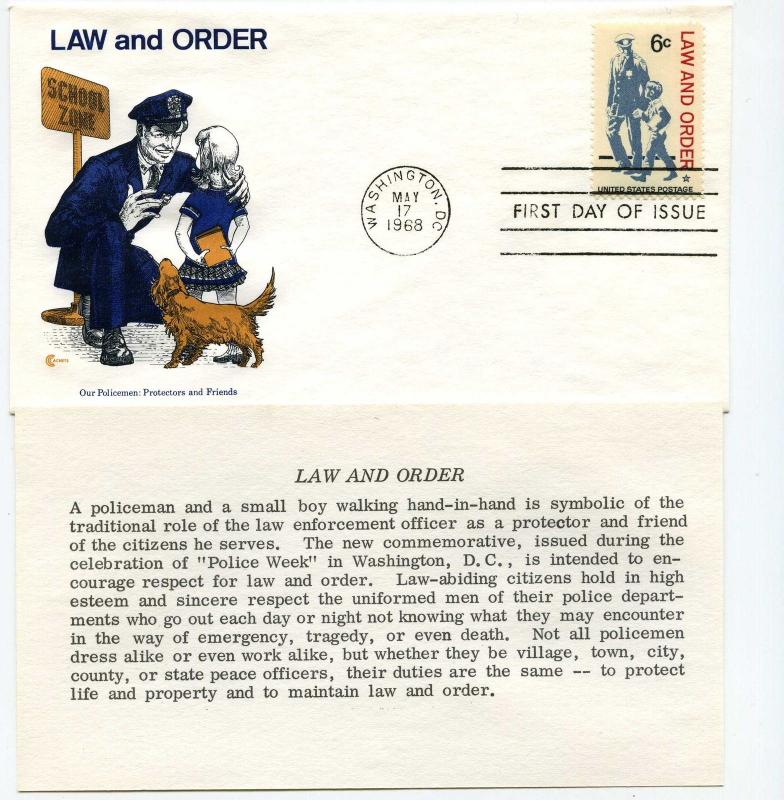 LAW and ORDER
SCHOOL
ZONE
CACHETS
Our Policemen: Protectors and Friends
WASHINGTON, DC
MAY
17
1968
6c
LAW AND ORDER
UNITED STATES POSTAGE
FIRST DAY OF ISSUE
LAW AND ORDER
A policeman and a small boy walking hand-in-hand is symbolic of the
traditional role of the law enforcement officer as a protector and friend
of the citizens he serves. The new commemorative, issued during the
celebration of "Police Week" in Washington, D.C., is intended to en-
courage respect for law and order. Law-abiding citizens hold in high
esteem and sincere respect the uniformed men of their police depart-
ments who go out each day or night not knowing what they may encounter
in the way of emergency, tragedy, or even death. Not all policemen
dress alike or even work alike, but whether they be village, town, city,
county, or state peace officers, their duties are the same -- to protect
life and property and to maintain law and order.